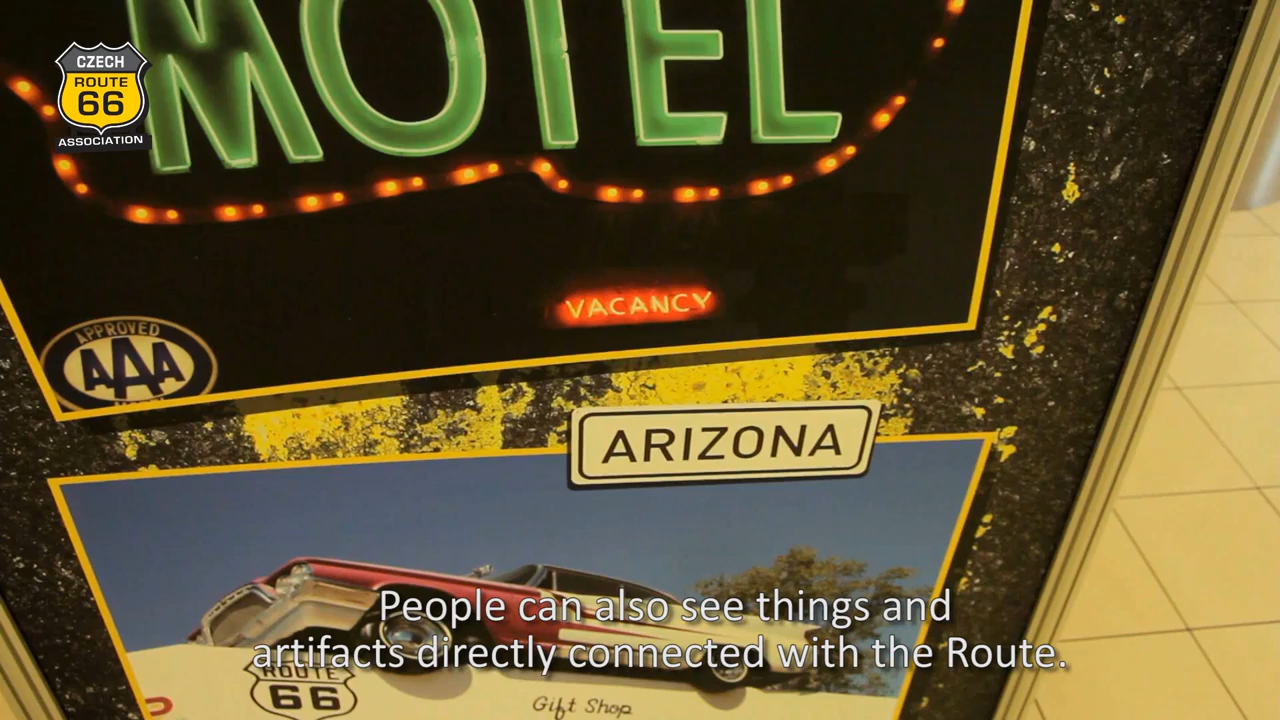 MOTEL
CZECH
ROUTE
66
ASSOCIATION
VACANCY
APPROVED
AAA
ARIZONA
People can also see things and
artifacts directly connected with the Route.
ROUTE
66
Gift Shop